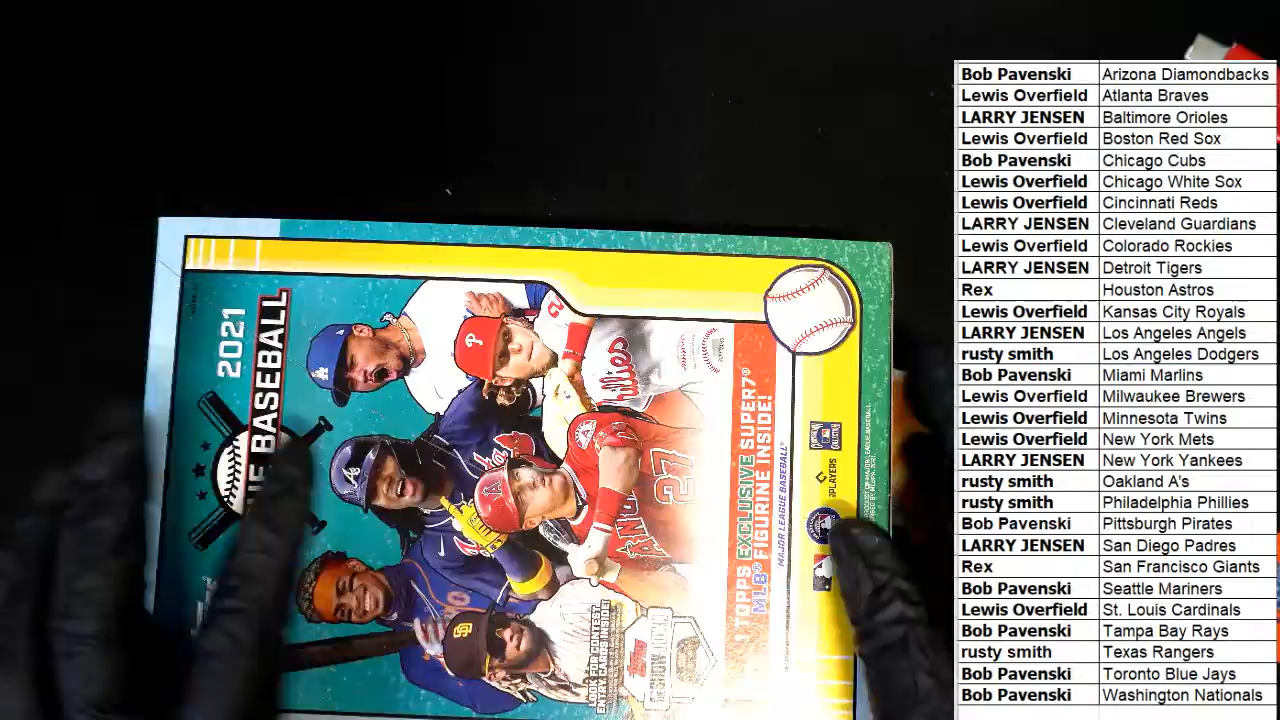 Bob Pavenski Arizona Diamondbacks
Lewis Overfield Atlanta Braves
LARRY JENSEN Baltimore Orioles
Lewis Overfield Boston Red Sox
Bob Pavenski Chicago Cubs
Lewis Overfield Chicago White Sox
Lewis Overfield Cincinnati Reds
LARRY JENSEN Cleveland Guardians
Lewis Overfield Colorado Rockies
LARRY JENSEN Detroit Tigers
Rex Houston Astros
Lewis Overfield Kansas City Royals
LARRY JENSEN Los Angeles Angels
rusty smith Los Angeles Dodgers
Bob Pavenski Miami Marlins
Lewis Overfield Milwaukee Brewers
Lewis Overfield Minnesota Twins
Lewis Overfield New York Mets
LARRY JENSEN New York Yankees
rusty smith Oakland A's
rusty smith Philadelphia Phillies
Bob Pavenski Pittsburgh Pirates
LARRY JENSEN San Diego Padres
Rex San Francisco Giants
Bob Pavenski Seattle Mariners
Lewis Overfield St. Louis Cardinals
Bob Pavenski Tampa Bay Rays
rusty smith Texas Rangers
Bob Pavenski Toronto Blue Jays
Bob Pavenski Washington Nationals
2021
BASEBALL
1 TOPPS EXCLUSIVE SUPER7®
MLB® FIGURINE INSIDE!
MAJOR LEAGUE BASEBALL®
LOOK FOR CONTEST
ENTRY CARDS INSIDE!
PLAYERS
27